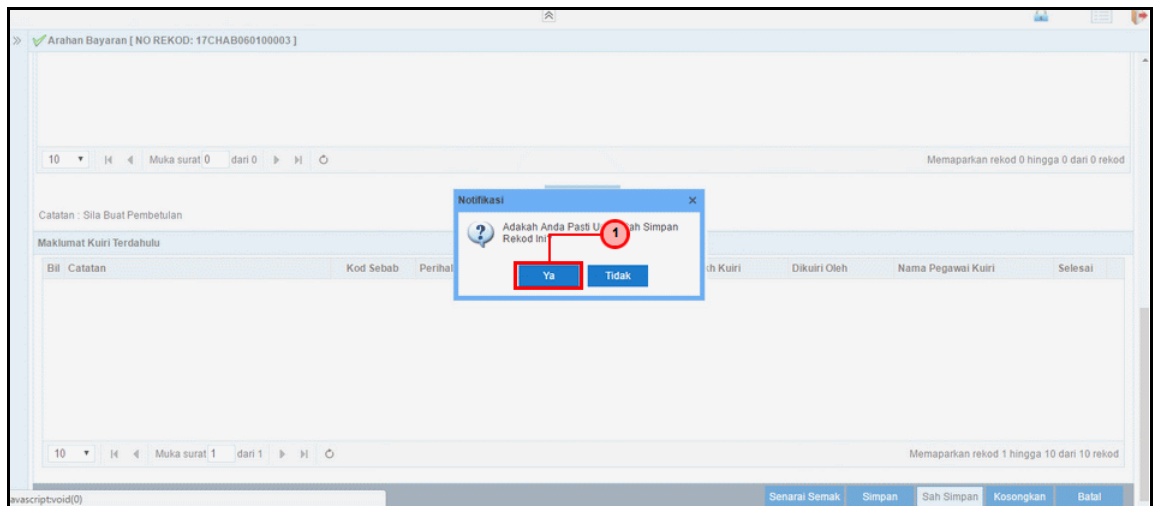 Arahan Bayaran [ NO REKOD: 17CHAB060100003 ]
10 Muka surat 0 dari 0 Memaparkan rekod 0 hingga 0 dari 0 rekod
Notifikasi
Adakah Anda Pasti Simpan
Rekod
1
Ya Tidak
Catatan : Sila Buat Pembetulan
Maklumat Kuiri Terdahulu
Bil Catatan Kod Sebab Kuiri Dikuiri Oleh Nama Pegawai Kuiri Selesai
10 Muka surat 1 dari 1 Memaparkan rekod 1 hingga 10 dari 10 rekod
avascript:void(0) Senarai Semak Simpan Sah Simpan Kosongkan Batal